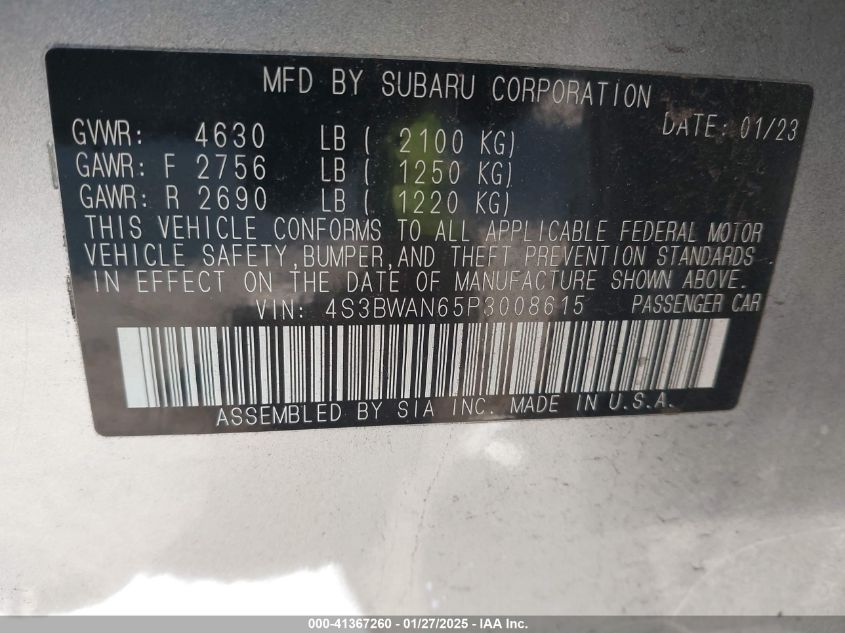 MFD BY SUBARU CORPORATION
DATE: 01/23
GVWR: 4630 LB ( 2100 KG)
GAWR: F 2756 LB ( 1250 KG)
GAWR: R 2690 LB ( 1220 KG)
THIS VEHICLE CONFORMS TO ALL APPLICABLE FEDERAL MOTOR
VEHICLE SAFETY, BUMPER, AND THEFT PREVENTION STANDARDS
IN EFFECT ON THE DATE OF MANUFACTURE SHOWN ABOVE.
VIN: 4S3BWAN65P3008615 PASSENGER CAR
ASSEMBLED BY SIA INC. MADE IN U.S.A.
000-41367260 - 01/27/2025 - IAA Inc.